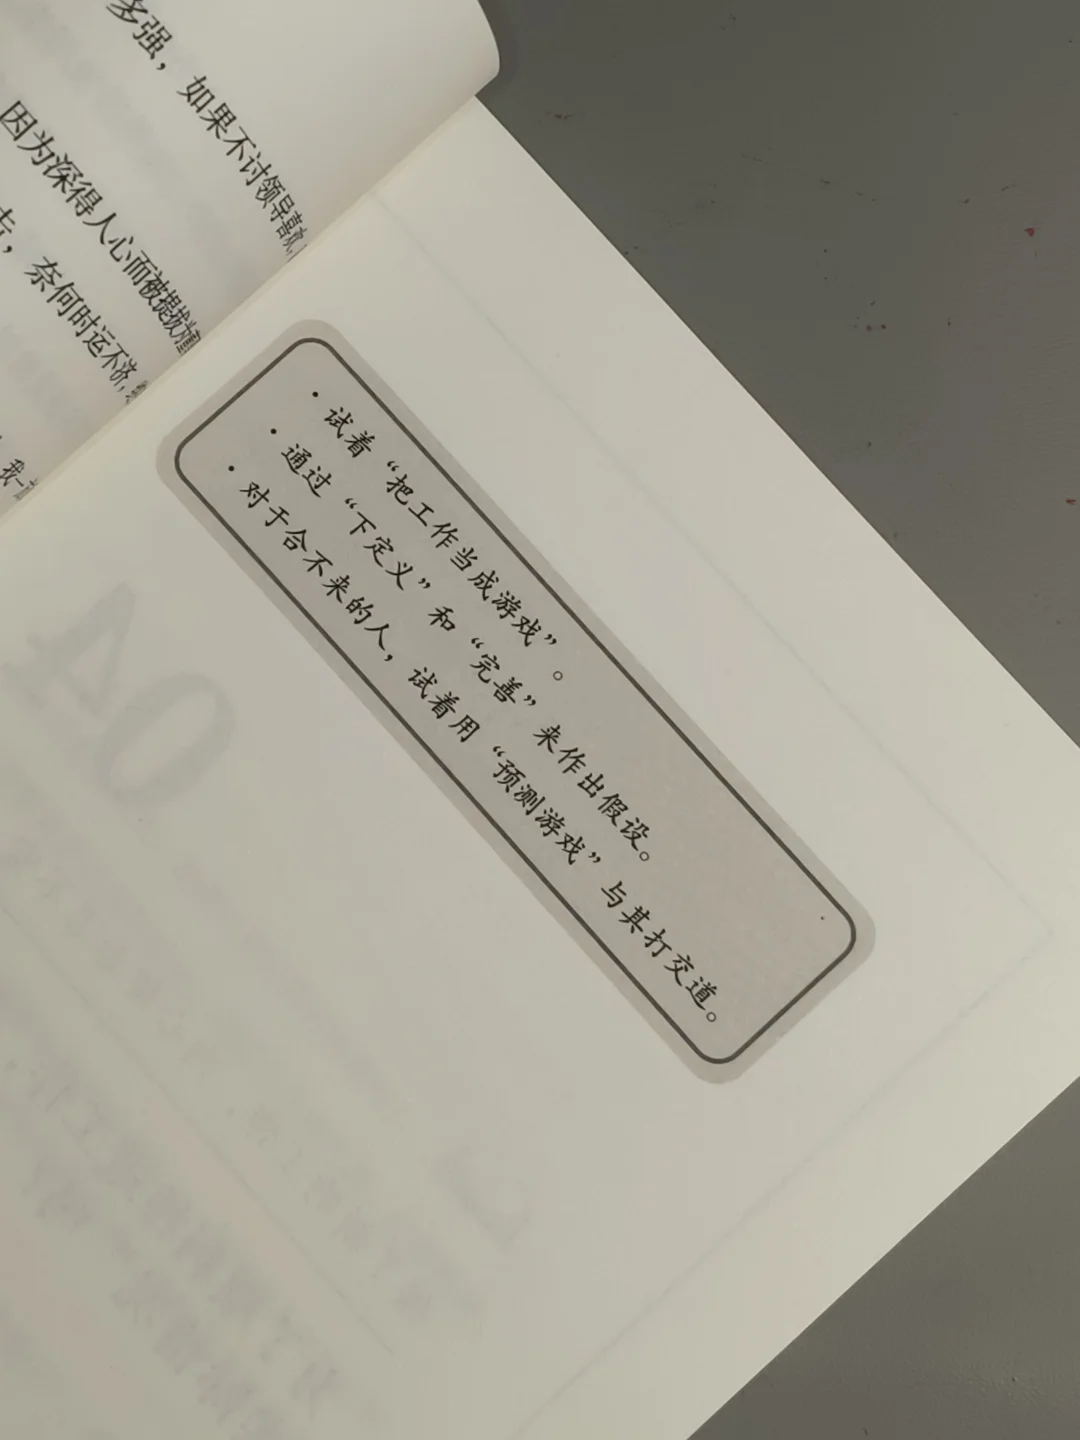 多强，如果不讨领导喜欢，
因为深得人心而被提拔为
，奈何时运不济，
我一
·试着“把工作当成游戏”。
·通过“下定义”和“完善”来作出假设。
·对于合不来的人，试着用“预测游戏”与其打交道。